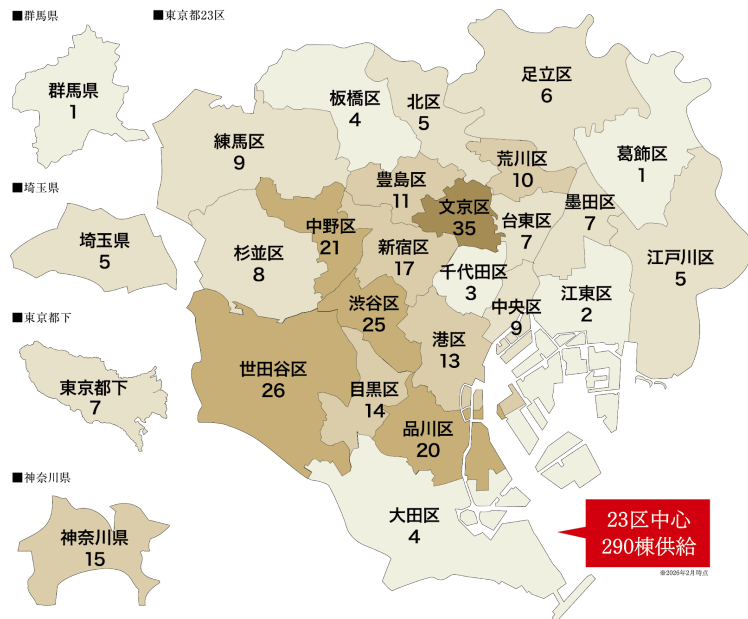 ■群馬県
群馬県
1
■埼玉県
埼玉県
5
■東京都下
東京都下
7
■神奈川県
神奈川県
15
■東京都23区
足立区
6
板橋区
4
北区
5
練馬区
9
荒川区
10
葛飾区
1
豊島区
11
文京区
35
墨田区
7
台東区
7
中野区
21
杉並区
8
新宿区
17
千代田区
3
江戸川区
5
江東区
2
中央区
9
渋谷区
25
港区
13
世田谷区
26
目黒区
14
品川区
20
大田区
4
23区中心
290棟供給
※2026年2月時点